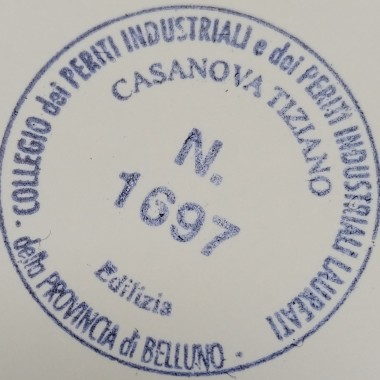 COLLEGIO dei PERITI INDUSTRIALI e dei PERITI INDUSTRIALI LAUREATI
della PROVINCIA di BELLUNO
CASANOVA TIZIANO
N.
1697
Edilizia